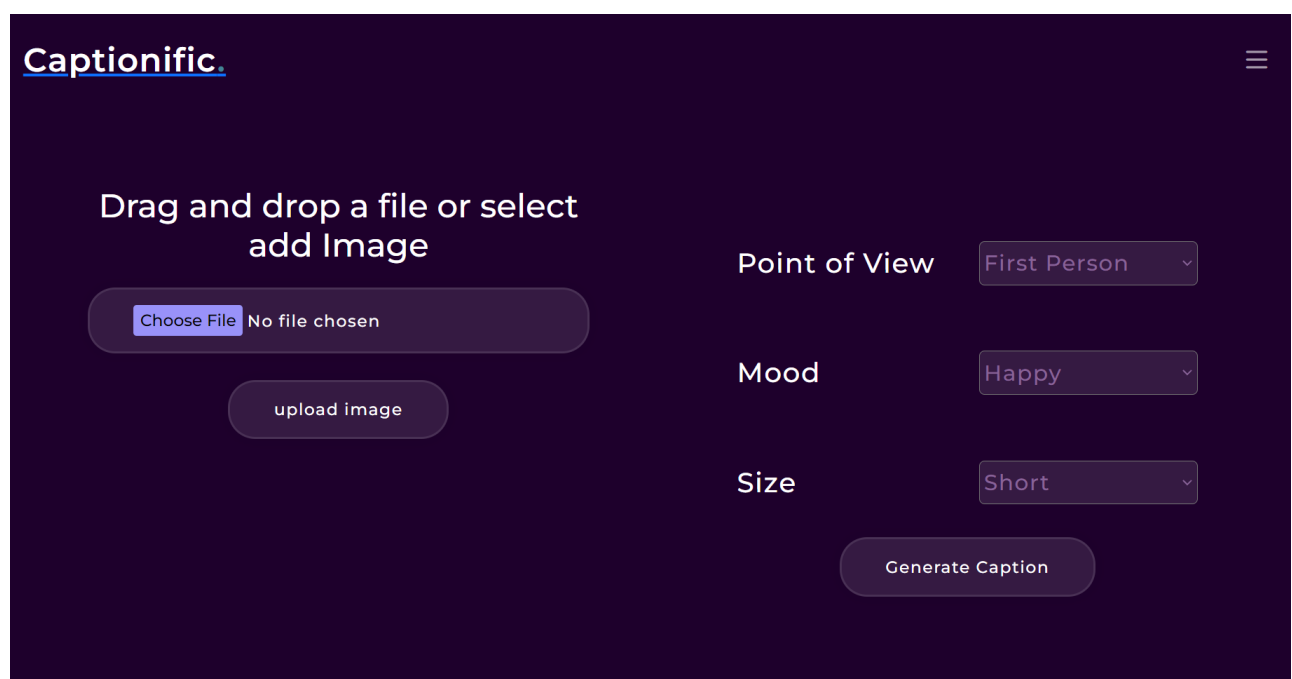 Captionific.
Drag and drop a file or select
add Image
Choose File No file chosen
upload image
Point of View First Person
Mood Happy
Size Short
Generate Caption